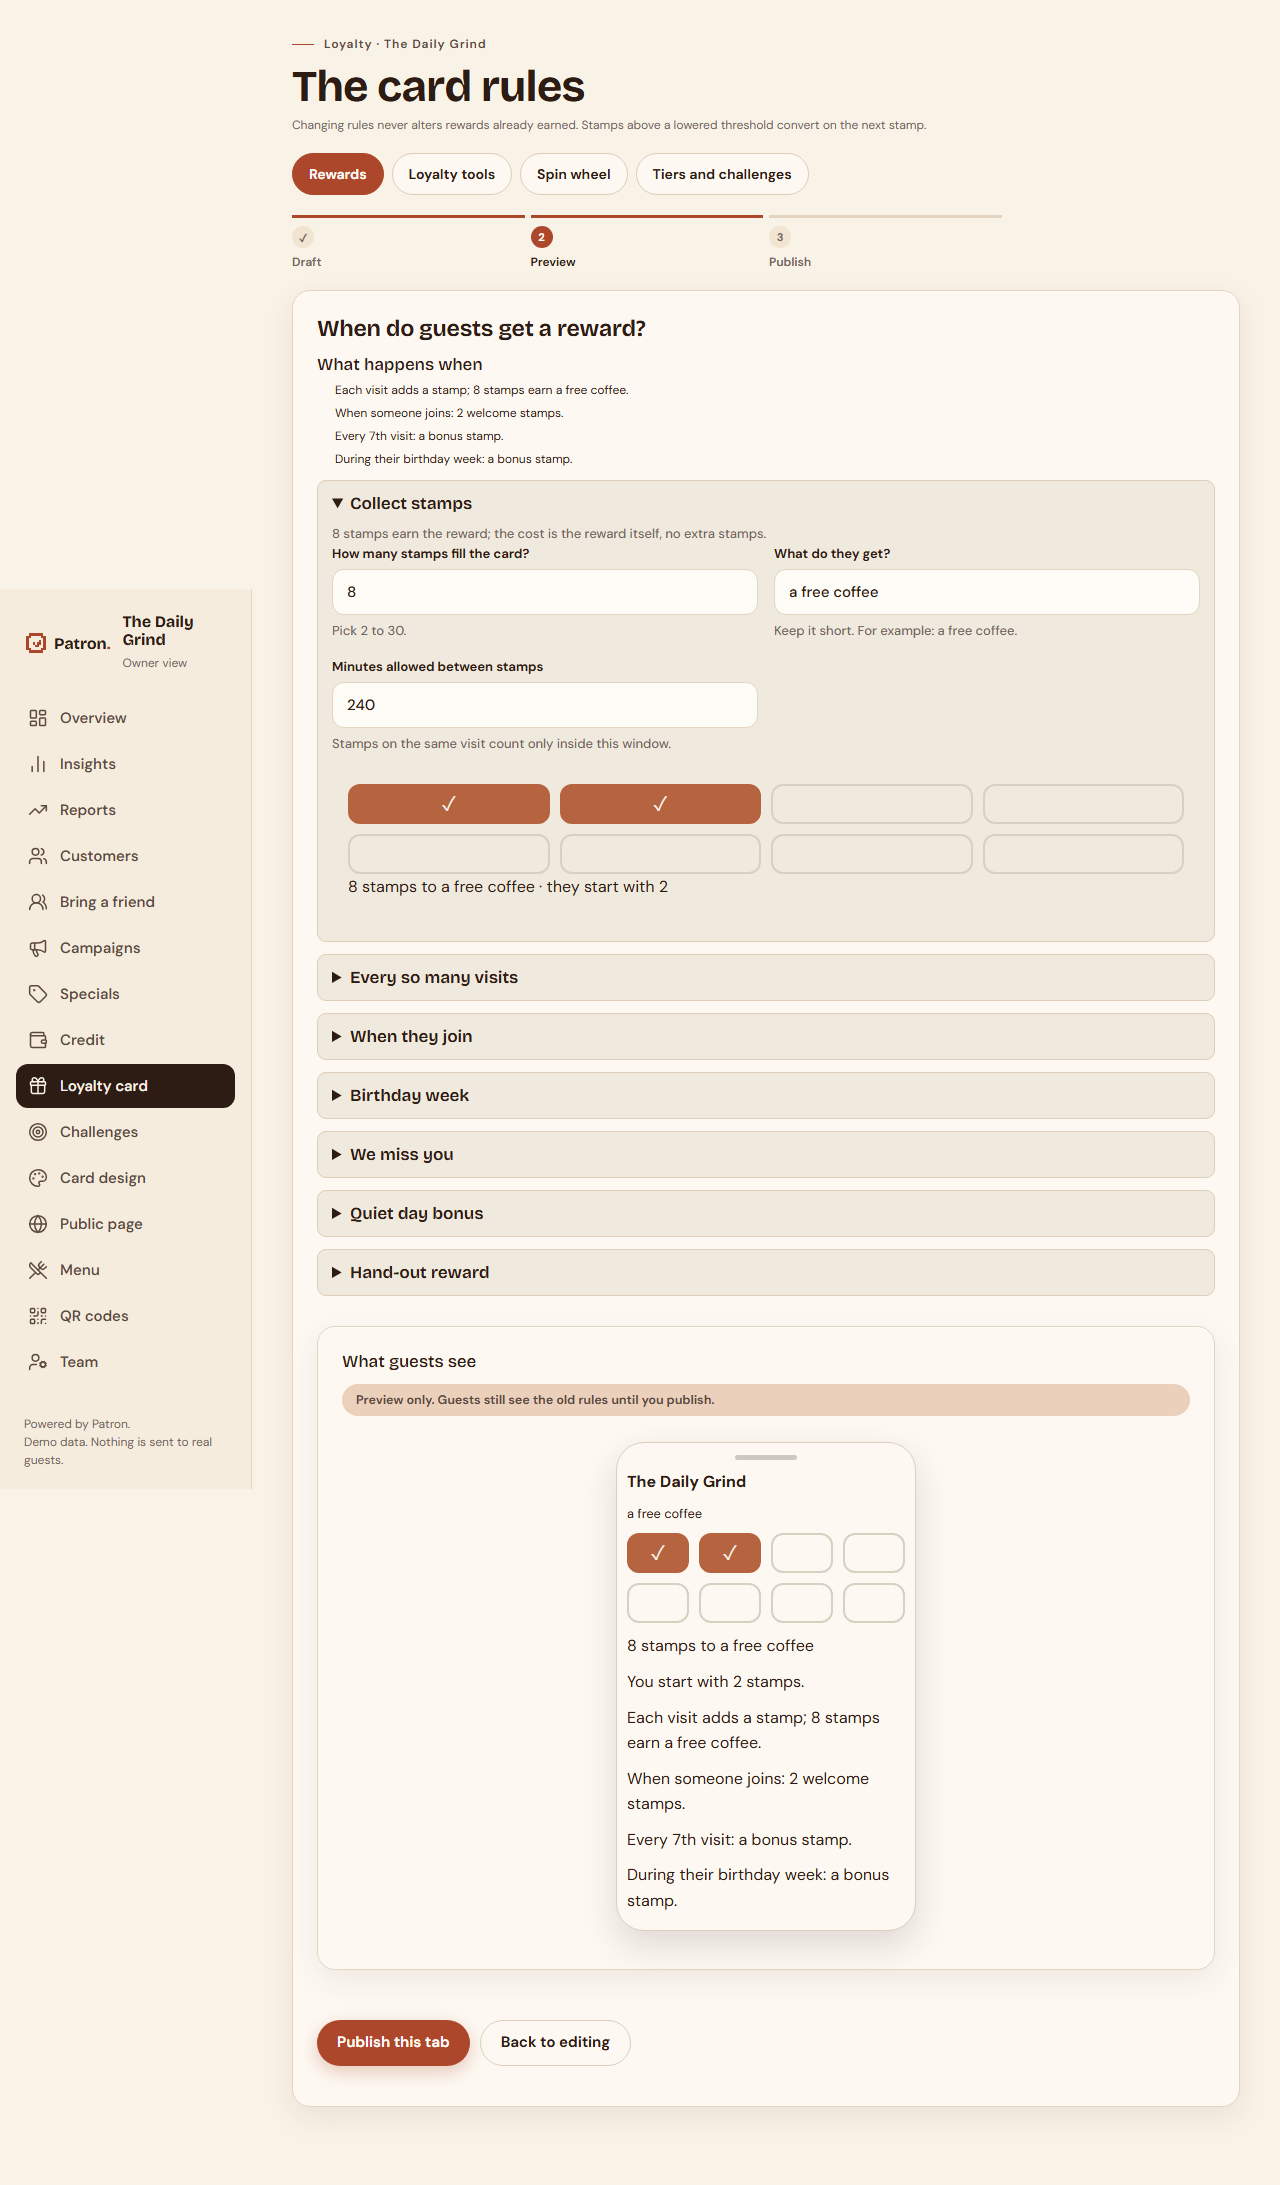 Loyalty · The Daily Grind
The card rules
Changing rules never alters rewards already earned. Stamps above a lowered threshold convert on the next stamp.
Rewards
Loyalty tools
Spin wheel
Tiers and challenges
✓
2
3
Draft
Preview
Publish
When do guests get a reward?
What happens when
Each visit adds a stamp; 8 stamps earn a free coffee.
When someone joins: 2 welcome stamps.
Every 7th visit: a bonus stamp.
During their birthday week: a bonus stamp.
Collect stamps
8 stamps earn the reward; the cost is the reward itself, no extra stamps.
How many stamps fill the card?
8
Pick 2 to 30.
What do they get?
a free coffee
Keep it short. For example: a free coffee.
Minutes allowed between stamps
240
Stamps on the same visit count only inside this window.
✓ ✓
8 stamps to a free coffee · they start with 2
Every so many visits
When they join
Birthday week
We miss you
Quiet day bonus
Hand-out reward
What guests see
Preview only. Guests still see the old rules until you publish.
The Daily Grind
a free coffee
✓ ✓
8 stamps to a free coffee
You start with 2 stamps.
Each visit adds a stamp; 8 stamps
earn a free coffee.
When someone joins: 2 welcome
stamps.
Every 7th visit: a bonus stamp.
During their birthday week: a bonus
stamp.
Publish this tab
Back to editing
Patron.
The Daily
Grind
Owner view
Overview
Insights
Reports
Customers
Bring a friend
Campaigns
Specials
Credit
Loyalty card
Challenges
Card design
Public page
Menu
QR codes
Team
Powered by Patron.
Demo data. Nothing is sent to real
guests.